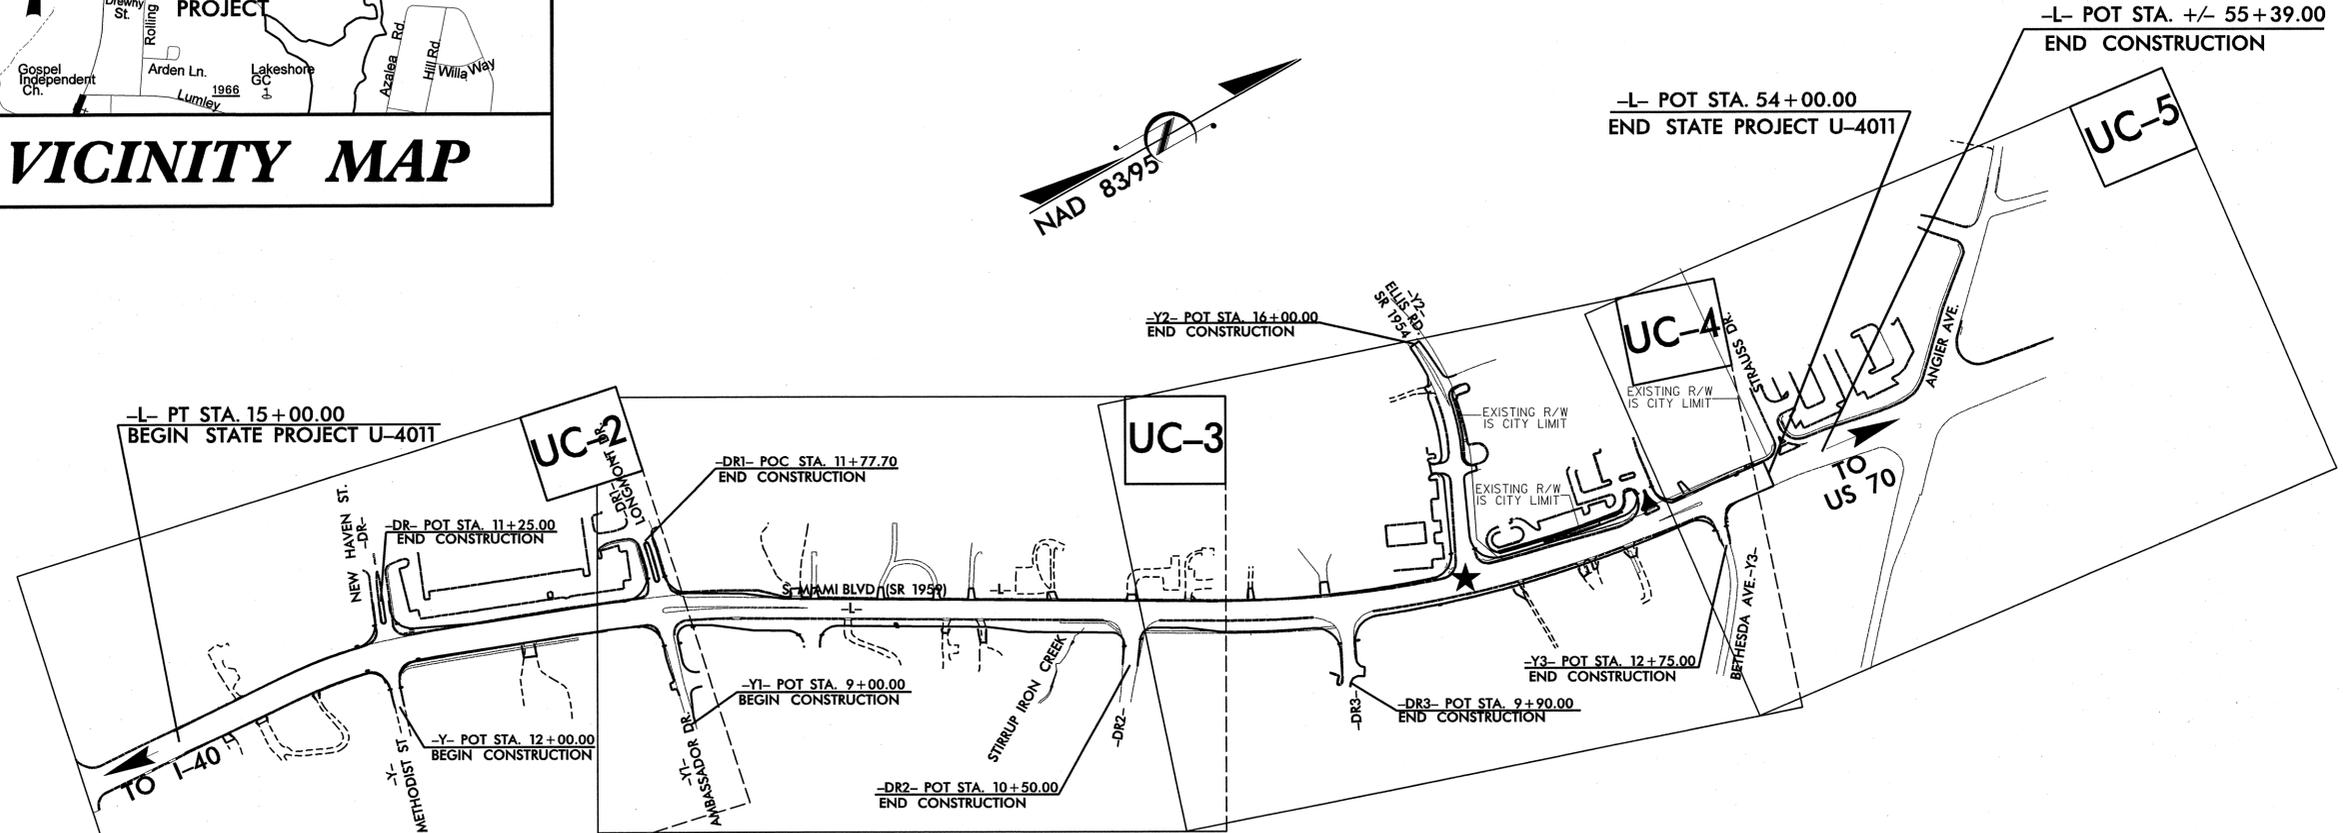 Drewny
St.
Rolling
PROJECT
Gospel
Independent
Ch.
Arden Ln.
Lumley
1966
Lakeshore
GC
1
Azalea Rd.
Hill Rd.
Willa Way
VICINITY MAP
NAD 83/95
-L- POT STA. +/- 55+39.00
END CONSTRUCTION
-L- POT STA. 54+00.00
END STATE PROJECT U-4011
UC-5
-L- PT STA. 15+00.00
BEGIN STATE PROJECT U-4011
UC-2
UC-3
UC-4
-Y2- POT STA. 16+00.00
END CONSTRUCTION
-Y2-
ELLIS RD.
SR 1954
EXISTING R/W
IS CITY LIMIT
EXISTING R/W
IS CITY LIMIT
EXISTING R/W
IS CITY LIMIT
STRAUSS DR.
ANGIER AVE.
TO
US 70
NEW HAVEN ST.
-DR-
-DR- POT STA. 11+25.00
END CONSTRUCTION
-DR1-
LONGMONT DR.
-DR1- POC STA. 11+77.70
END CONSTRUCTION
S. MIAMI BLVD (SR 1959)
-L-
-L-
TO I-40
-Y-
METHODIST ST
-Y- POT STA. 12+00.00
BEGIN CONSTRUCTION
-Y1-
AMBASSADOR DR.
-Y1- POT STA. 9+00.00
BEGIN CONSTRUCTION
STIRRUP IRON CREEK
-DR2-
-DR2- POT STA. 10+50.00
END CONSTRUCTION
-DR3-
-DR3- POT STA. 9+90.00
END CONSTRUCTION
-Y3- POT STA. 12+75.00
END CONSTRUCTION
BETHESDA AVE.-Y3-